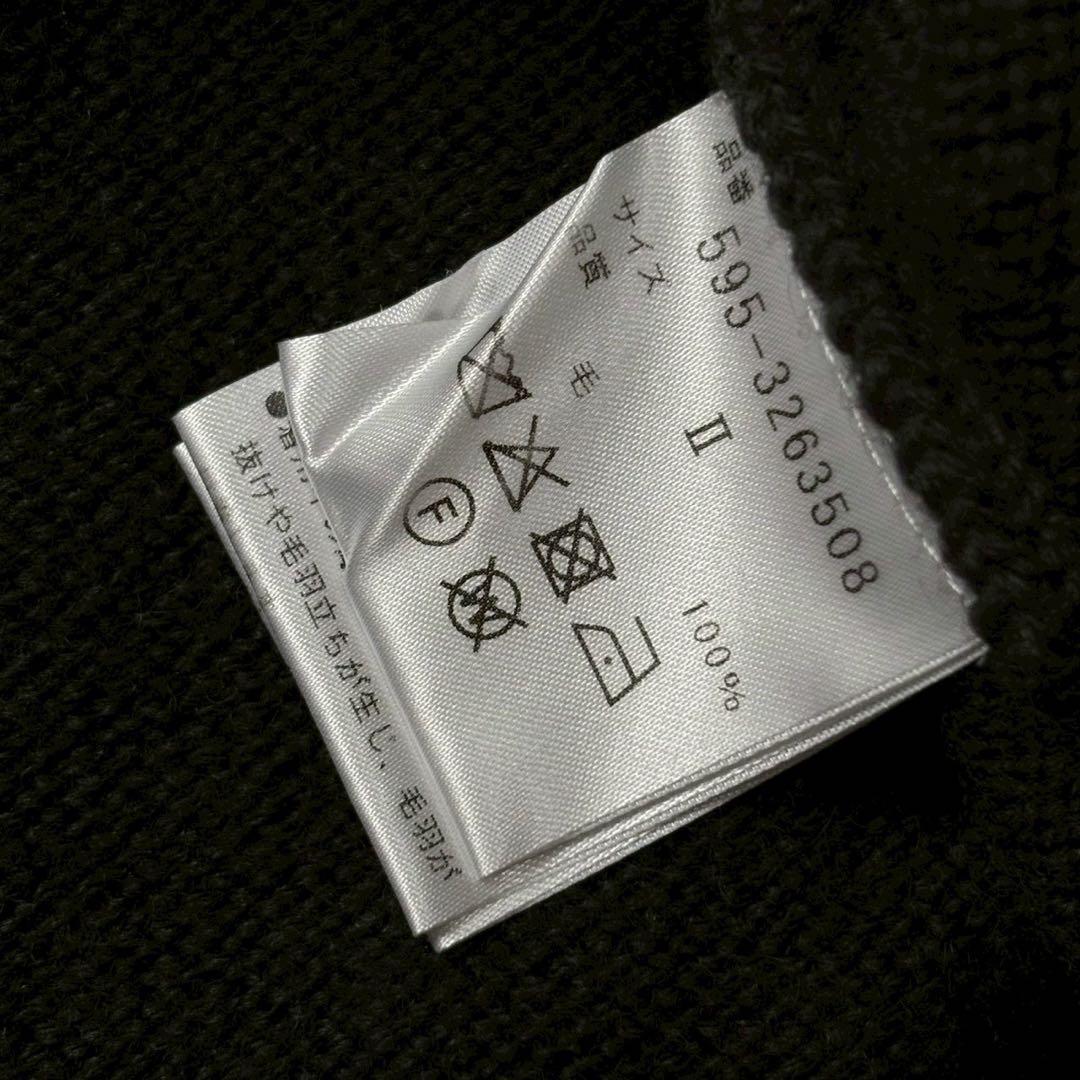 品番 595-3263508
サイズ Ⅱ
品質 毛 100%
F
W
抜けや毛羽立ちが生じ、毛羽が